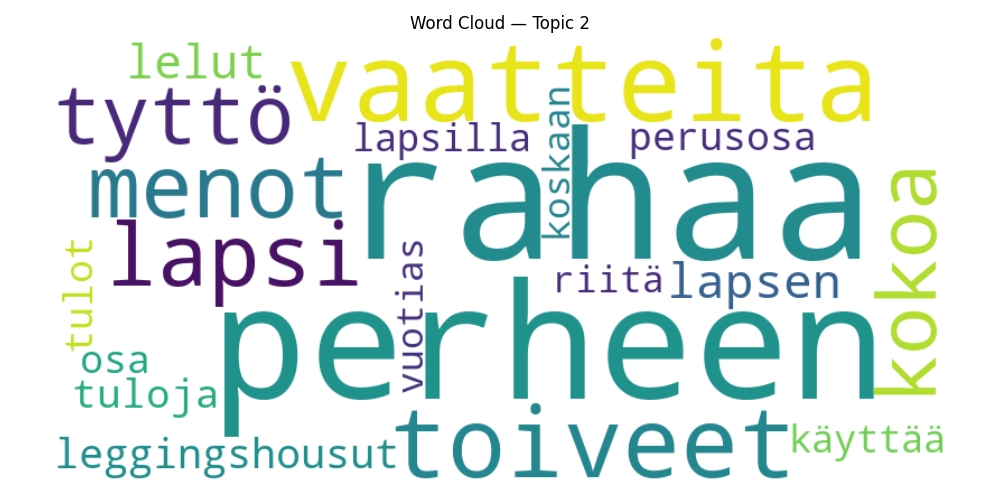 Word Cloud — Topic 2
lelut
vaatteita
tyttö
lapsilla
koskaan
perusosa
menot
rahaa
kokoa
lapsi
tulot
vuotias
riitä
lapsen
perheen
osa
tuloja
toiveet
käyttää
leggingshousut